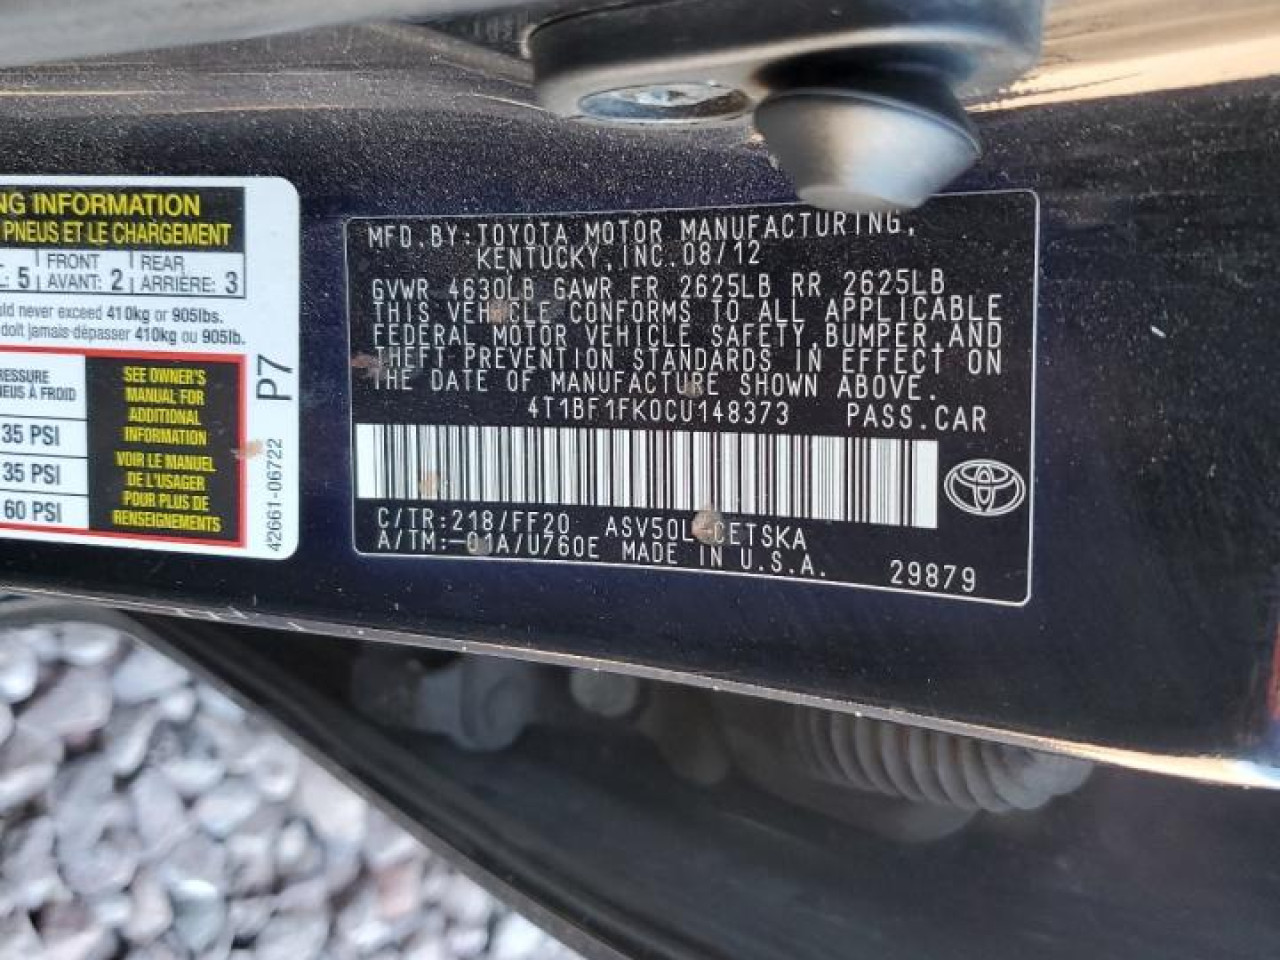 NG INFORMATION
PNEUS ET LE CHARGEMENT
: 5 FRONT AVANT: 2 REAR ARRIÈRE: 3
uld never exceed 410kg or 905lbs.
doit jamais dépasser 410kg ou 905lb.
RESSURE
NEUS À FROID
35 PSI
35 PSI
60 PSI
SEE OWNER'S
MANUAL FOR
ADDITIONAL
INFORMATION
VOIR LE MANUEL
DE L'USAGER
POUR PLUS DE
RENSEIGNEMENTS
P7
42661-06722
MFD.BY:TOYOTA MOTOR MANUFACTURING,
KENTUCKY,INC.08/12
GVWR 4630LB GAWR FR 2625LB RR 2625LB
THIS VEHICLE CONFORMS TO ALL APPLICABLE
FEDERAL MOTOR VEHICLE SAFETY,BUMPER,AND
THEFT PREVENTION STANDARDS IN EFFECT ON
THE DATE OF MANUFACTURE SHOWN ABOVE.
4T1BF1FK0CU148373 PASS.CAR
C/TR:218/FF20 ASV50L-CETSKA
A/TM:-01A/U760E MADE IN U.S.A. 29879